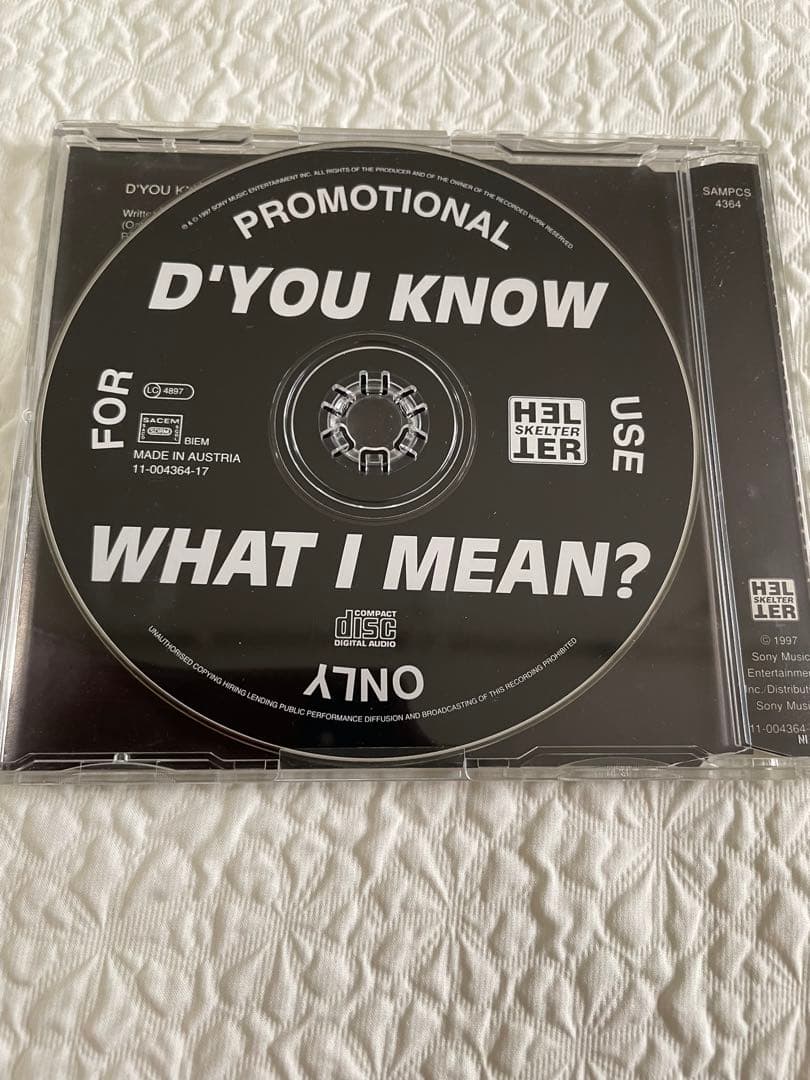 D'YOU
SAMPCS
4364
℗ & © 1997 SONY MUSIC ENTERTAINMENT INC. ALL RIGHTS OF THE PRODUCER AND OF THE OWNER OF THE RECORDED WORK RESERVED
PROMOTIONAL
D'YOU KNOW
FOR
LC 4897
SACEM
SDRM
BIEM
MADE IN AUSTRIA
11-004364-17
HEL
SKELTER
TER
USE
WHAT I MEAN?
COMPACT
disc
DIGITAL AUDIO
ONLY
UNAUTHORISED COPYING HIRING LENDING PUBLIC PERFORMANCE DIFFUSION AND BROADCASTING OF THIS RECORDING PROHIBITED
HEL
SKELTER
TER
© 1997
Sony Music
Entertainme
Inc./Distribut
Sony Musi
11-004364-